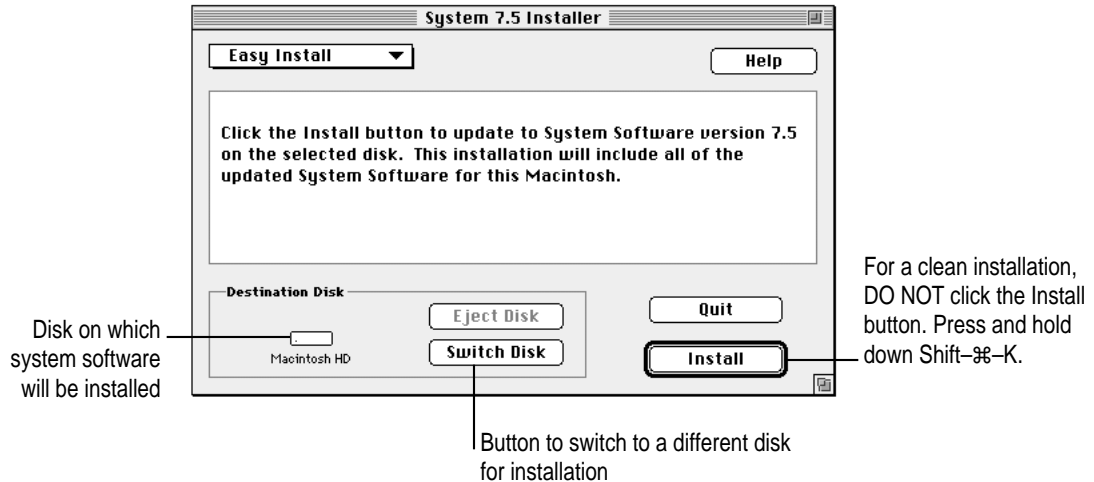 System 7.5 Installer
Easy Install
Help
Click the Install button to update to System Software version 7.5
on the selected disk.  This installation will include all of the
updated System Software for this Macintosh.
Destination Disk
Macintosh HD
Eject Disk
Switch Disk
Quit
Install
Disk on which
system software
will be installed
For a clean installation,
DO NOT click the Install
button. Press and hold
down Shift–⌘–K.
Button to switch to a different disk
for installation